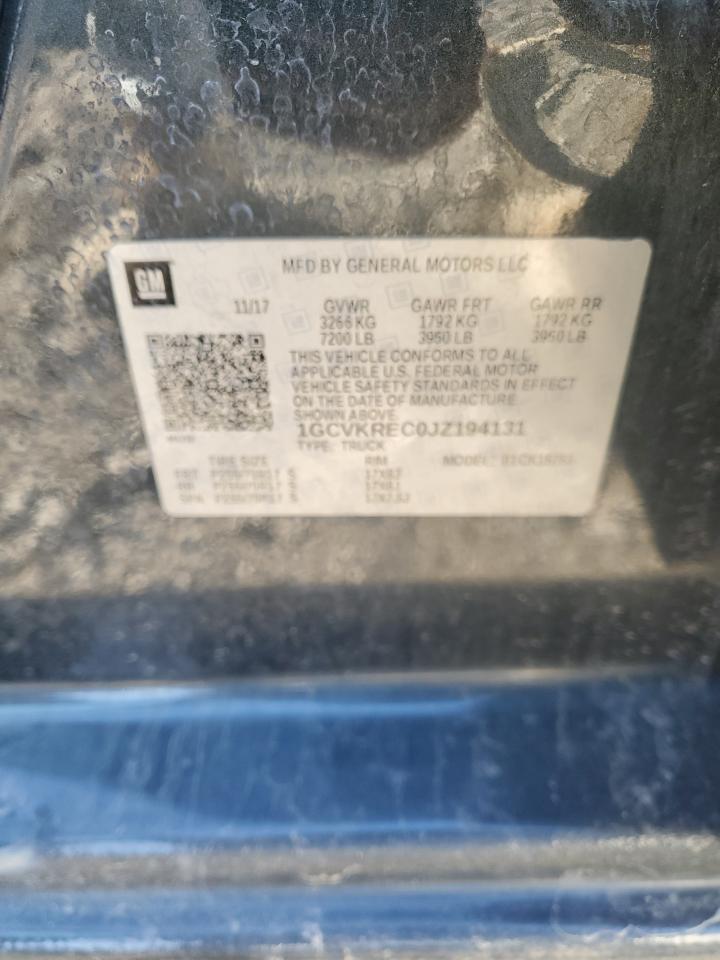 GM
MFD BY GENERAL MOTORS LLC
11/17 GVWR GAWR FRT GAWR RR
3266 KG 1792 KG 1792 KG
7200 LB 3950 LB 3950 LB
THIS VEHICLE CONFORMS TO ALL
APPLICABLE U.S. FEDERAL MOTOR
VEHICLE SAFETY STANDARDS IN EFFECT
ON THE DATE OF MANUFACTURE
SHOWN ABOVE.
1GCVKREC0JZ194131
TYPE: TRUCK
TIRE SIZE RIM MODEL: